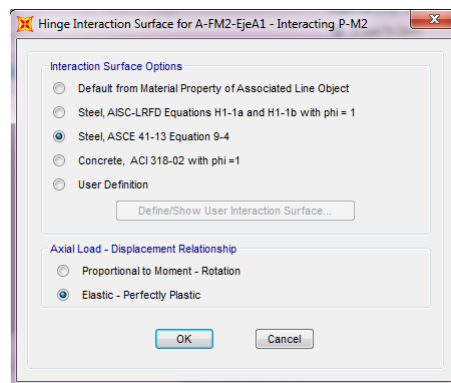 Hinge Interaction Surface for A-FM2-EjeA1 - Interacting P-M2
Interaction Surface Options
Default from Material Property of Associated Line Object
Steel, AISC-LRFD Equations H1-1a and H1-1b with phi = 1
Steel, ASCE 41-13 Equation 9-4
Concrete, ACI 318-02 with phi =1
User Definition
Define/Show User Interaction Surface...
Axial Load - Displacement Relationship
Proportional to Moment - Rotation
Elastic - Perfectly Plastic
OK Cancel